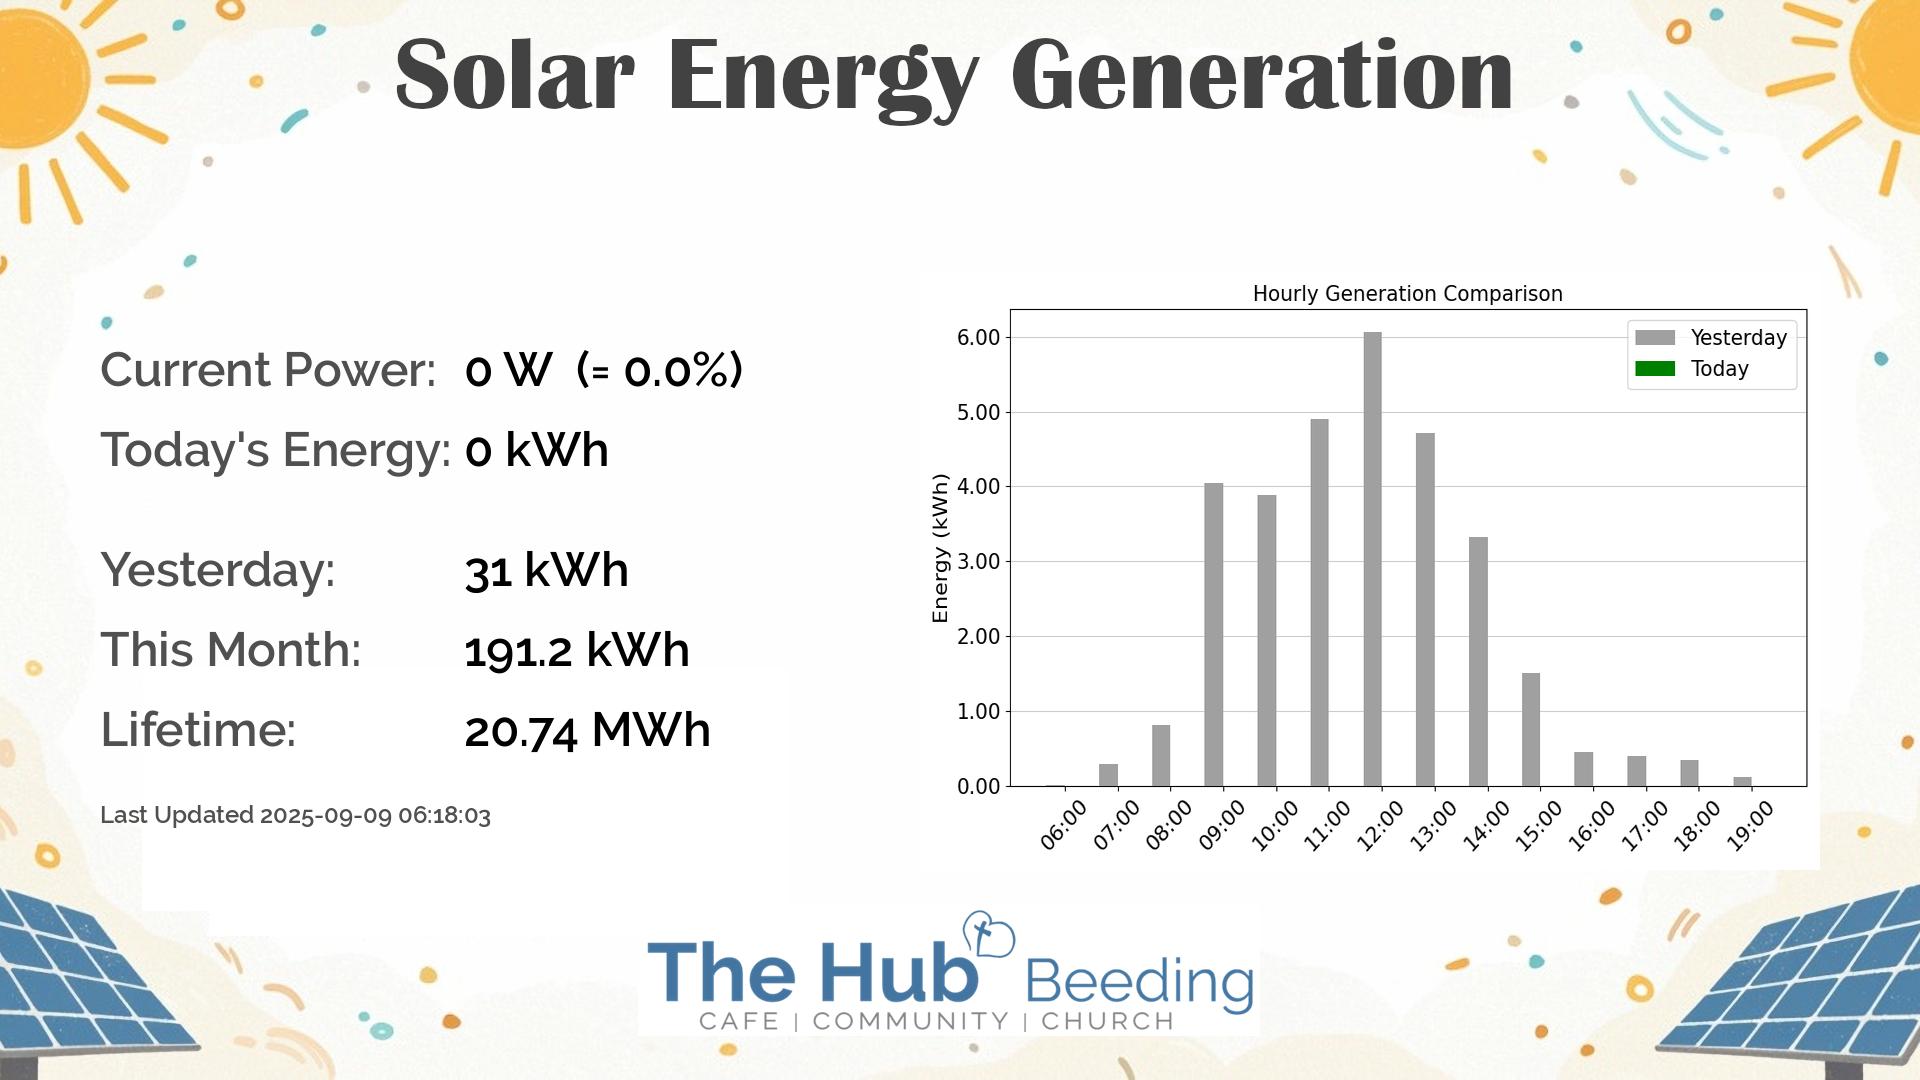 Solar Energy Generation
Current Power: 0 W (= 0.0%)
Today's Energy: 0 kWh
Yesterday: 31 kWh
This Month: 191.2 kWh
Lifetime: 20.74 MWh
Last Updated 2025-09-09 06:18:03
Hourly Generation Comparison
Yesterday
Today
Energy (kWh)
6.00
5.00
4.00
3.00
2.00
1.00
0.00
06:00 07:00 08:00 09:00 10:00 11:00 12:00 13:00 14:00 15:00 16:00 17:00 18:00 19:00
The Hub Beeding
CAFE | COMMUNITY | CHURCH